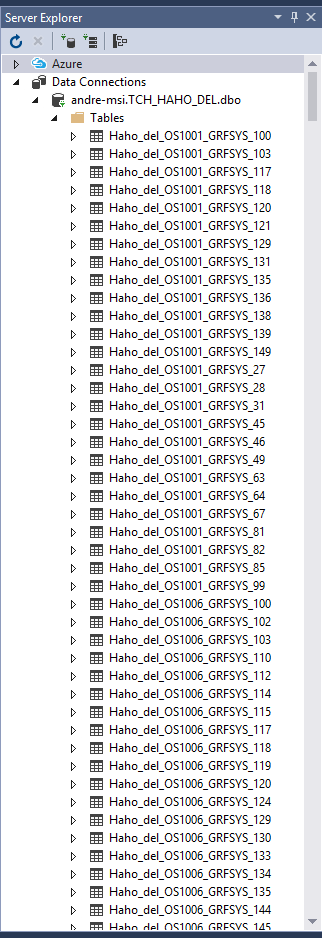 Server Explorer
Azure
Data Connections
andre-msi.TCH_HAHO_DEL.dbo
Tables
Haho_del_OS1001_GRFSYS_100
Haho_del_OS1001_GRFSYS_103
Haho_del_OS1001_GRFSYS_117
Haho_del_OS1001_GRFSYS_118
Haho_del_OS1001_GRFSYS_120
Haho_del_OS1001_GRFSYS_121
Haho_del_OS1001_GRFSYS_129
Haho_del_OS1001_GRFSYS_131
Haho_del_OS1001_GRFSYS_135
Haho_del_OS1001_GRFSYS_136
Haho_del_OS1001_GRFSYS_138
Haho_del_OS1001_GRFSYS_139
Haho_del_OS1001_GRFSYS_149
Haho_del_OS1001_GRFSYS_27
Haho_del_OS1001_GRFSYS_28
Haho_del_OS1001_GRFSYS_31
Haho_del_OS1001_GRFSYS_45
Haho_del_OS1001_GRFSYS_46
Haho_del_OS1001_GRFSYS_49
Haho_del_OS1001_GRFSYS_63
Haho_del_OS1001_GRFSYS_64
Haho_del_OS1001_GRFSYS_67
Haho_del_OS1001_GRFSYS_81
Haho_del_OS1001_GRFSYS_82
Haho_del_OS1001_GRFSYS_85
Haho_del_OS1001_GRFSYS_99
Haho_del_OS1006_GRFSYS_100
Haho_del_OS1006_GRFSYS_102
Haho_del_OS1006_GRFSYS_103
Haho_del_OS1006_GRFSYS_110
Haho_del_OS1006_GRFSYS_112
Haho_del_OS1006_GRFSYS_114
Haho_del_OS1006_GRFSYS_115
Haho_del_OS1006_GRFSYS_117
Haho_del_OS1006_GRFSYS_118
Haho_del_OS1006_GRFSYS_119
Haho_del_OS1006_GRFSYS_120
Haho_del_OS1006_GRFSYS_124
Haho_del_OS1006_GRFSYS_129
Haho_del_OS1006_GRFSYS_130
Haho_del_OS1006_GRFSYS_133
Haho_del_OS1006_GRFSYS_134
Haho_del_OS1006_GRFSYS_135
Haho_del_OS1006_GRFSYS_144
Haho_del_OS1006_GRFSYS_145